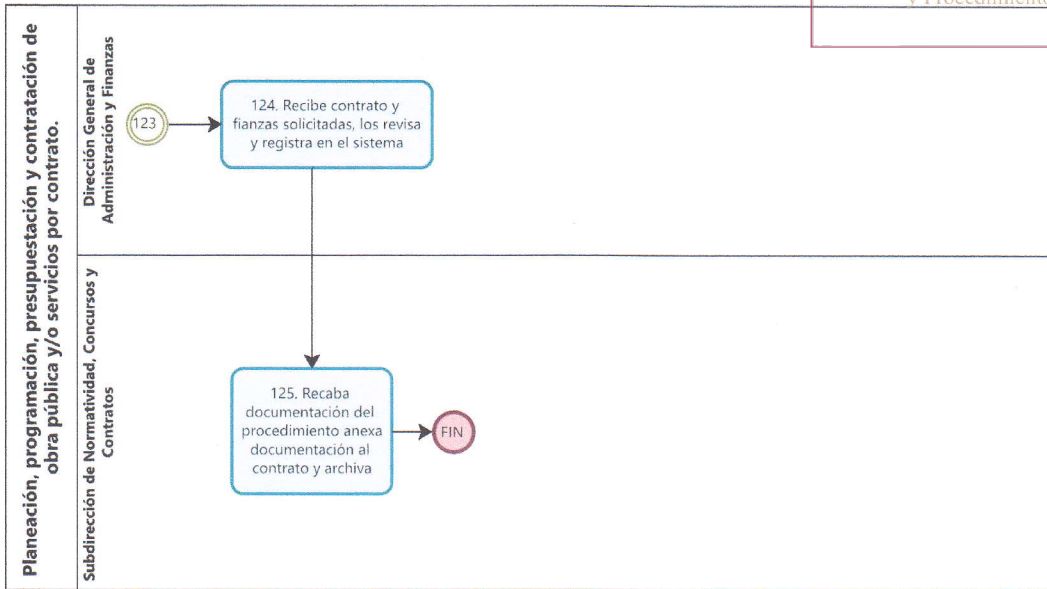 y Procedimiento
Planeación, programación, presupuestación y contratación de
obra pública y/o servicios por contrato.
Dirección General de
Administración y Finanzas
123
124. Recibe contrato y
fianzas solicitadas, los revisa
y registra en el sistema
Subdirección de Normatividad, Concursos y
Contratos
125. Recaba
documentación del
procedimiento anexa
documentación al
contrato y archiva
FIN